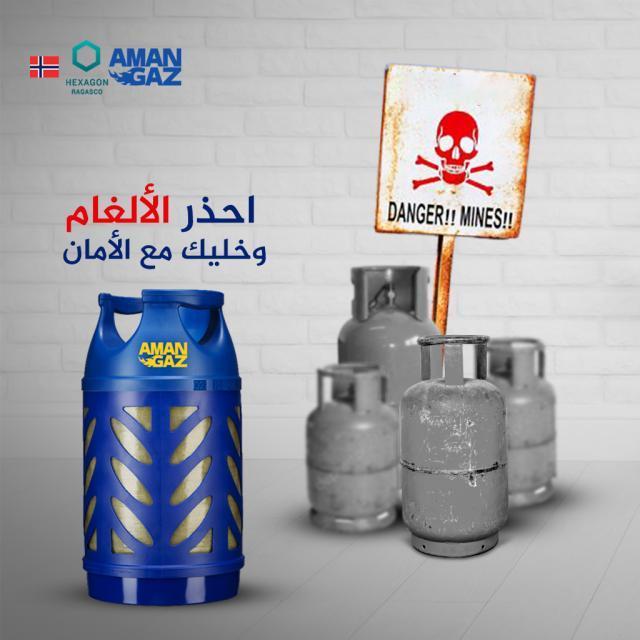 AMAN
GAZ
HEXAGON
RAGASCO
DANGER!! MINES!!
احذر الألغام
وخليك مع الأمان
AMAN
GAZ